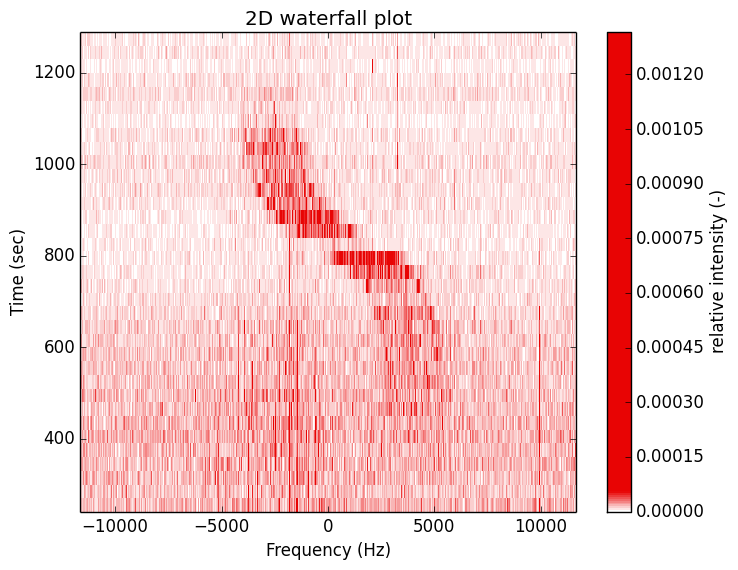 2D waterfall plot
1200
1000
800
600
400
Time (sec)
−10000 −5000 0 5000 10000
Frequency (Hz)
0.00120
0.00105
0.00090
0.00075
0.00060
0.00045
0.00030
0.00015
0.00000
relative intensity (-)